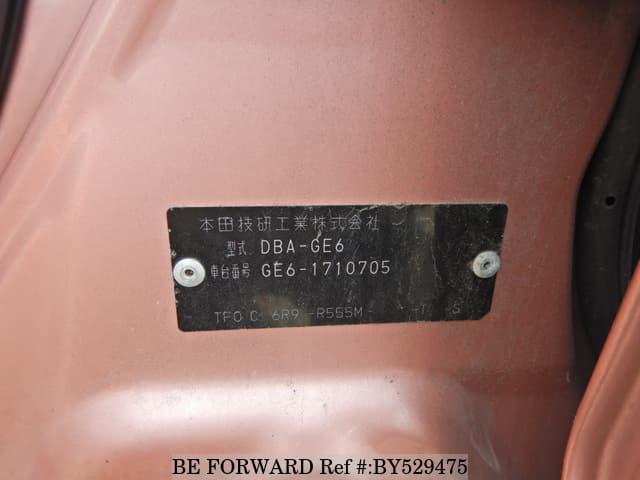 本田技研工業株式会社
型式 DBA-GE6
車台番号 GE6-1710705
TF0 C 6R9 -R555M- -T S
BE FORWARD Ref #:BY529475